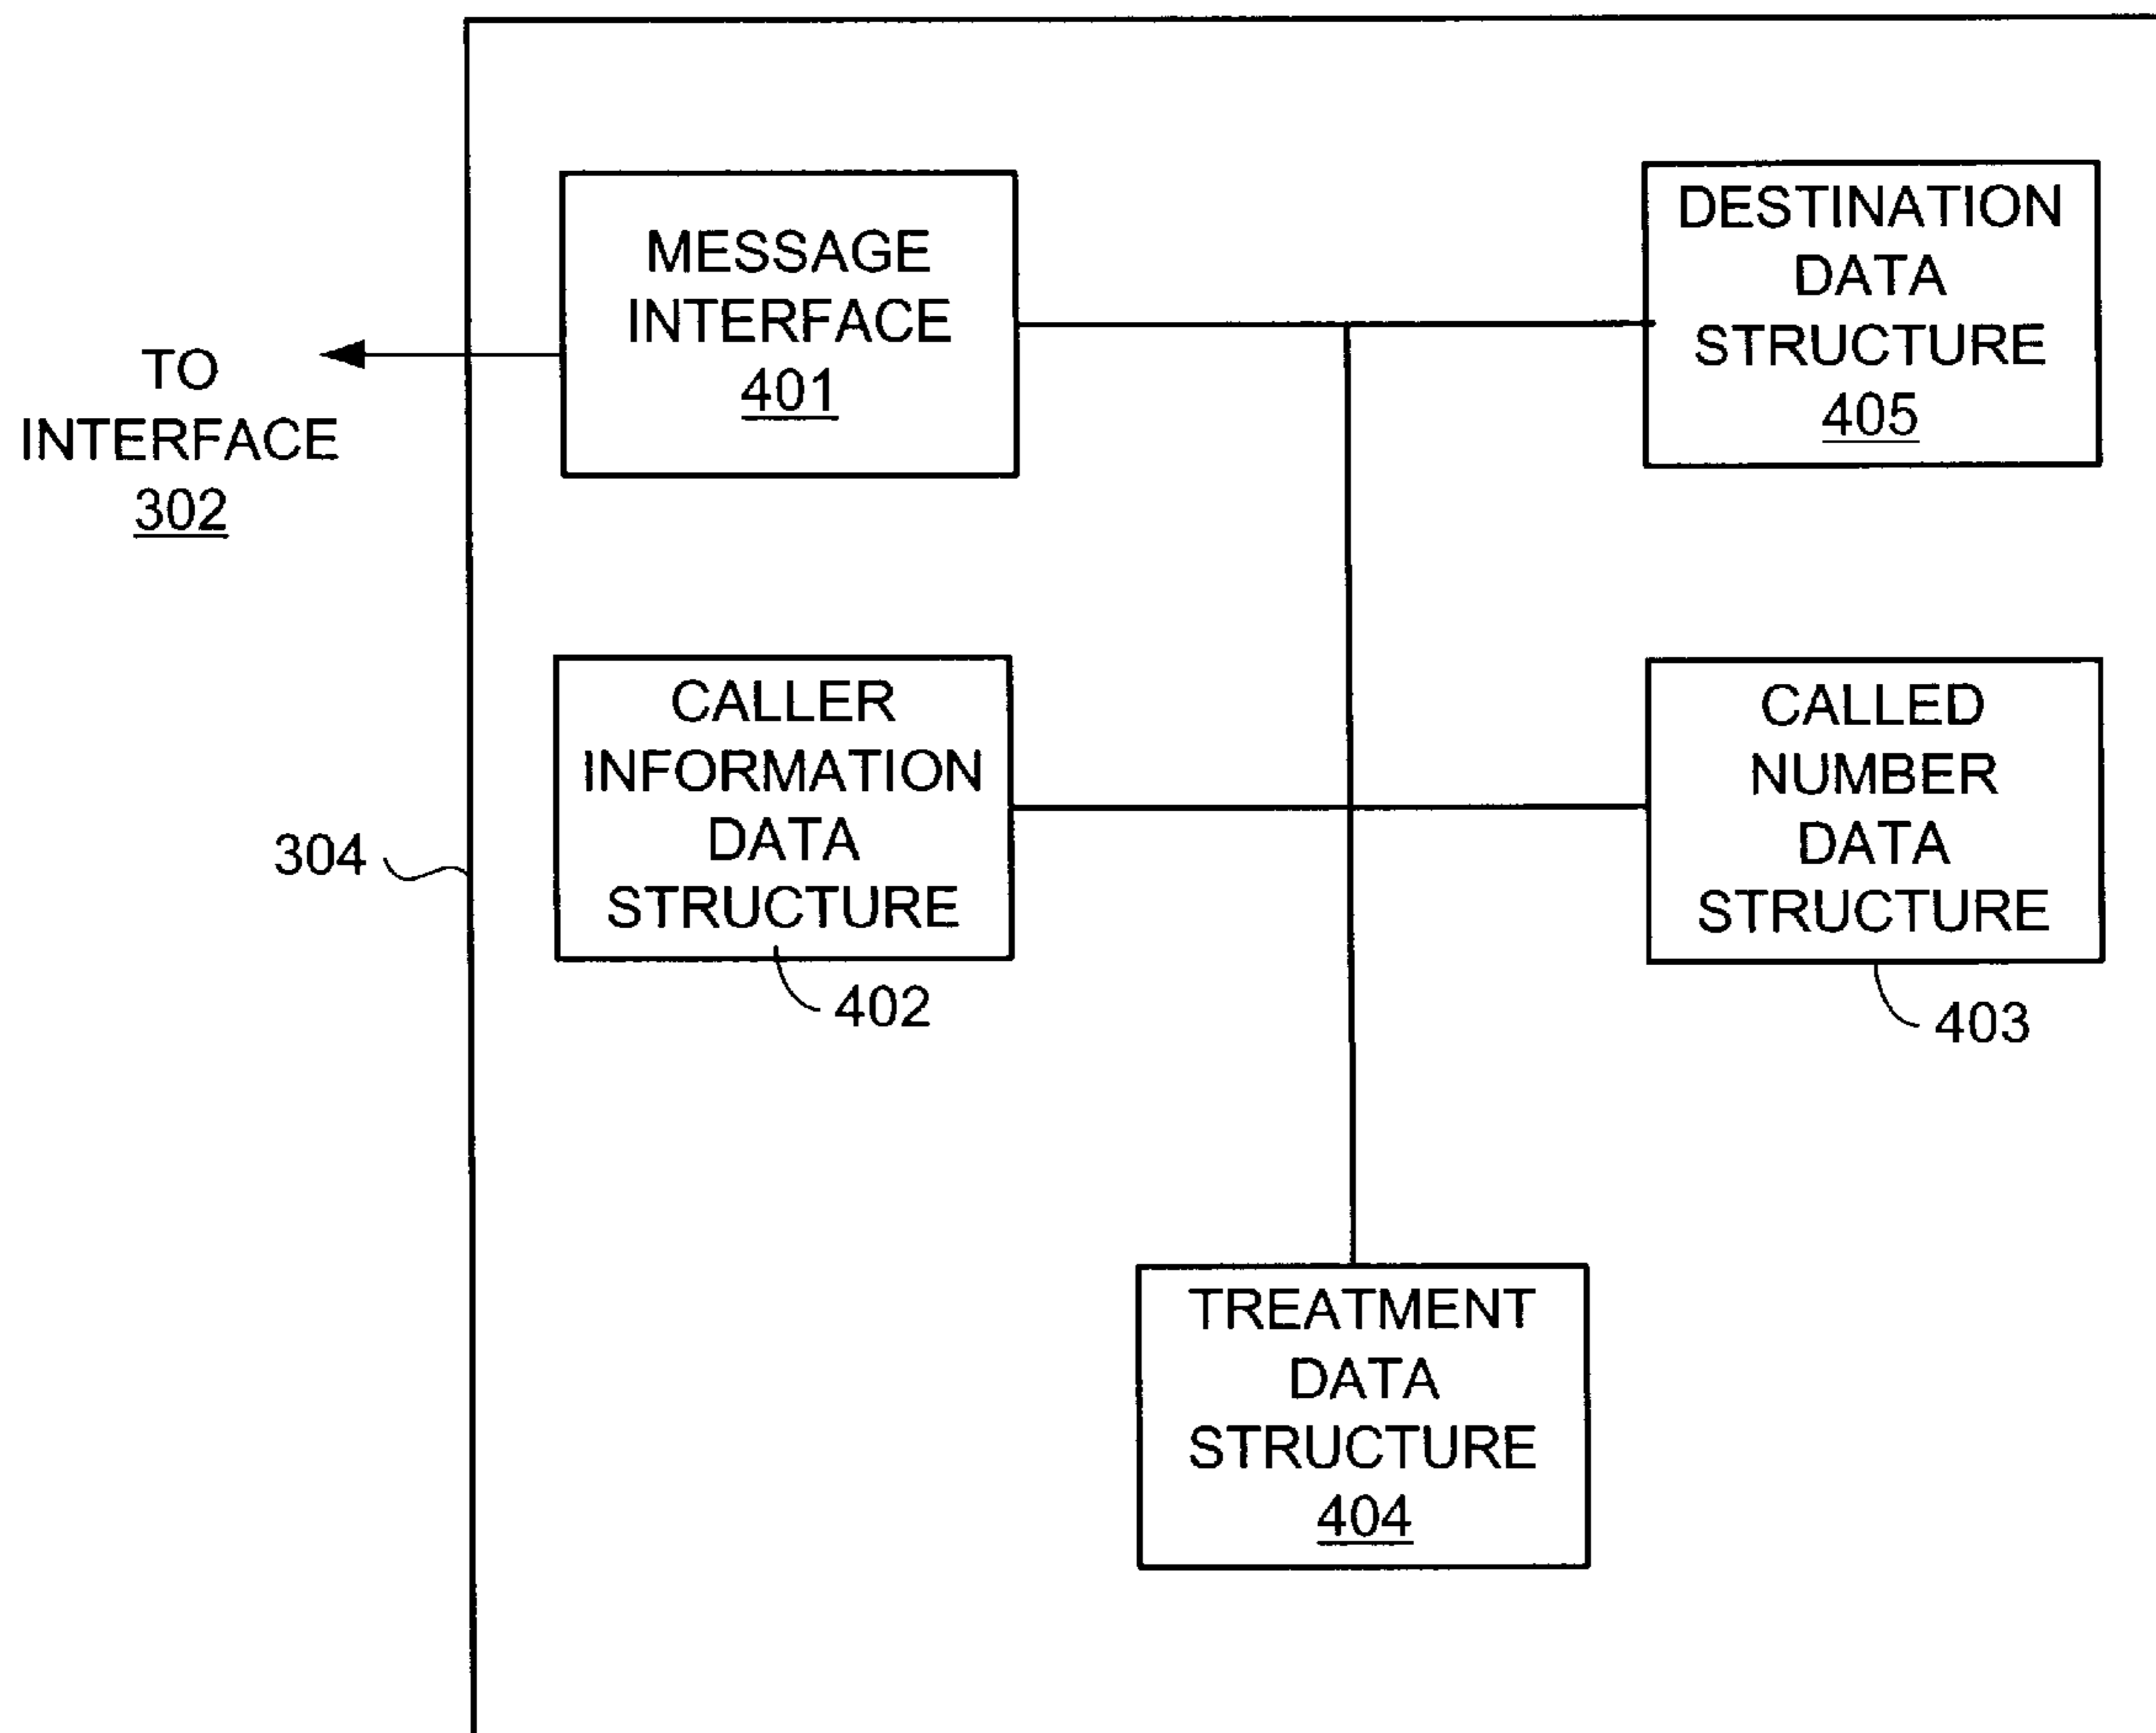 MESSAGE
INTERFACE
401
DESTINATION
DATA
STRUCTURE
405
TO
INTERFACE
302
CALLER
INFORMATION
DATA
STRUCTURE
402
CALLED
NUMBER
DATA
STRUCTURE
403
304
TREATMENT
DATA
STRUCTURE
404